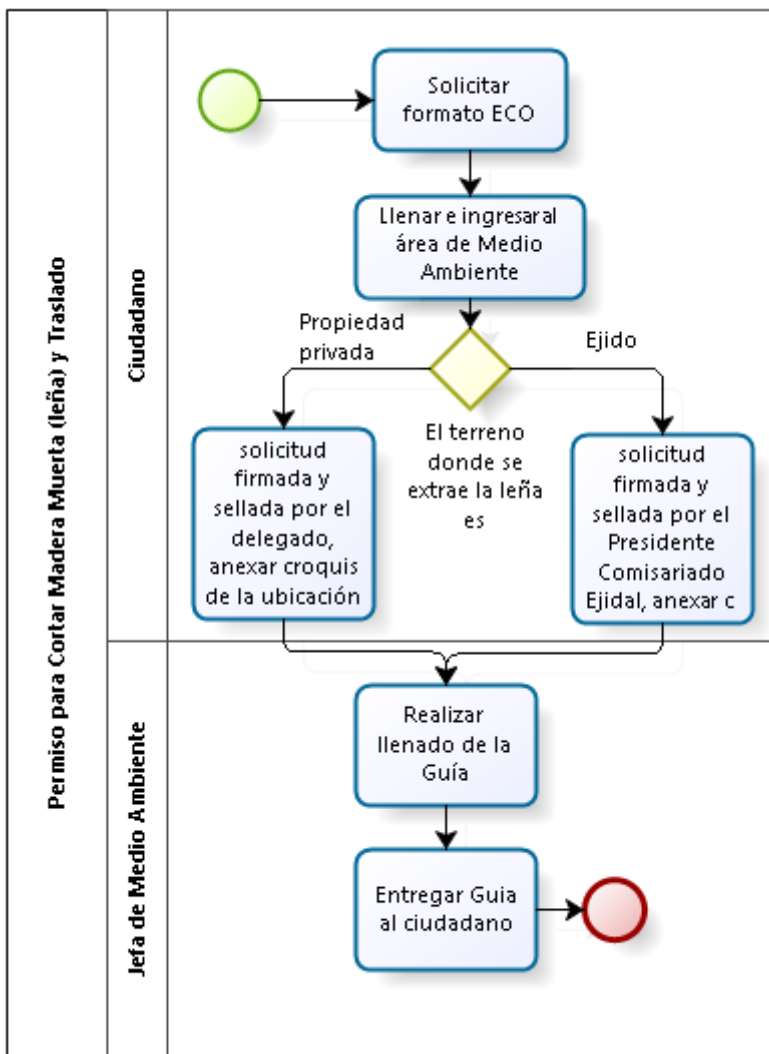 Permiso para Cortar Madera Muerta (leña) y Traslado
Ciudadano
Solicitar
formato ECO
Llenar e ingresaral
área de Medio
Ambiente
Propiedad
privada
Ejido
El terreno
donde se
extrae la leña
es
solicitud
firmada y
sellada por el
delegado,
anexar croquis
de la ubicación
solicitud
firmada y
sellada por el
Presidente
Comisariado
Ejidal, anexar c
Jefa de Medio Ambiente
Realizar
llenado de la
Guía
Entregar Guia
al ciudadano